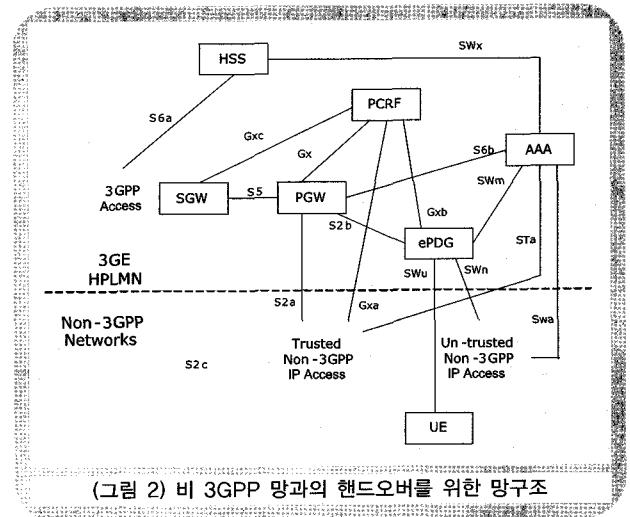 SWx
HSS
PCRF
S6a
Gxc
Gx
S6b
AAA
3GPP
Access
SGW
S5
PGW
SWm
S2b
Gxb
ePDG
STa
3GE
HPLMN
SWu
SWn
S2a
Gxa
Swa
Non-3GPP
Networks
S2c
Trusted
Non-3GPP
IP Access
Un-trusted
Non-3GPP
IP Access
UE
(그림 2) 비 3GPP 망과의 핸드오버를 위한 망구조